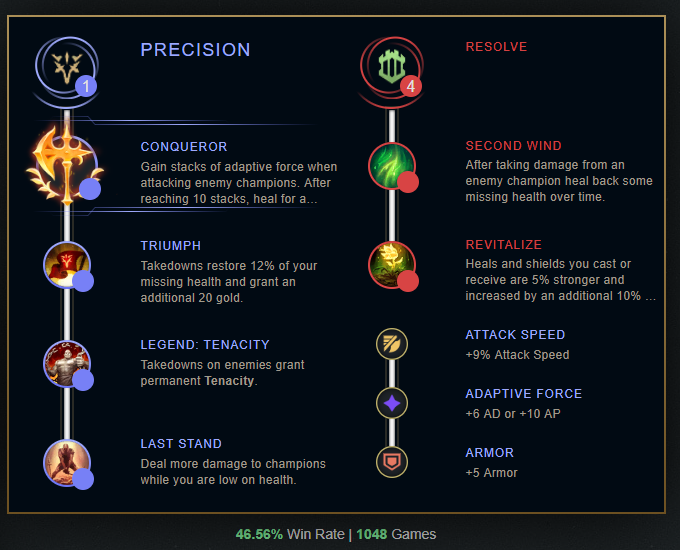 PRECISION
1
CONQUEROR
Gain stacks of adaptive force when
attacking enemy champions. After
reaching 10 stacks, heal for a...
TRIUMPH
Takedowns restore 12% of your
missing health and grant an
additional 20 gold.
LEGEND: TENACITY
Takedowns on enemies grant
permanent Tenacity.
LAST STAND
Deal more damage to champions
while you are low on health.
RESOLVE
4
SECOND WIND
After taking damage from an
enemy champion heal back some
missing health over time.
REVITALIZE
Heals and shields you cast or
receive are 5% stronger and
increased by an additional 10% ...
ATTACK SPEED
+9% Attack Speed
ADAPTIVE FORCE
+6 AD or +10 AP
ARMOR
+5 Armor
46.56% Win Rate | 1048 Games